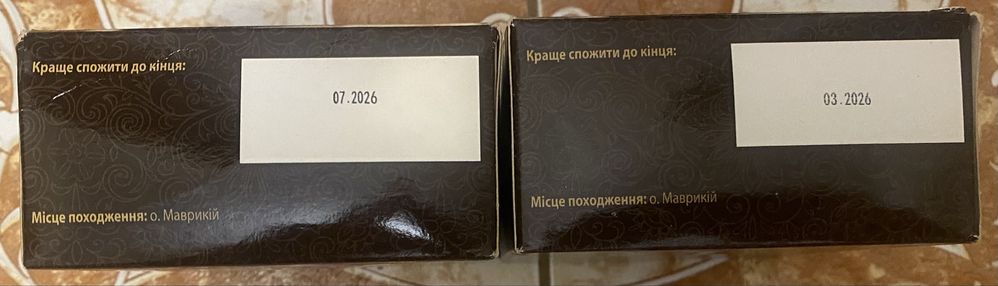 Краще спожити до кінця:
07.2026
Місце походження: о. Маврикій
Краще спожити до кінця:
03.2026
Місце походження: о. Маврикій